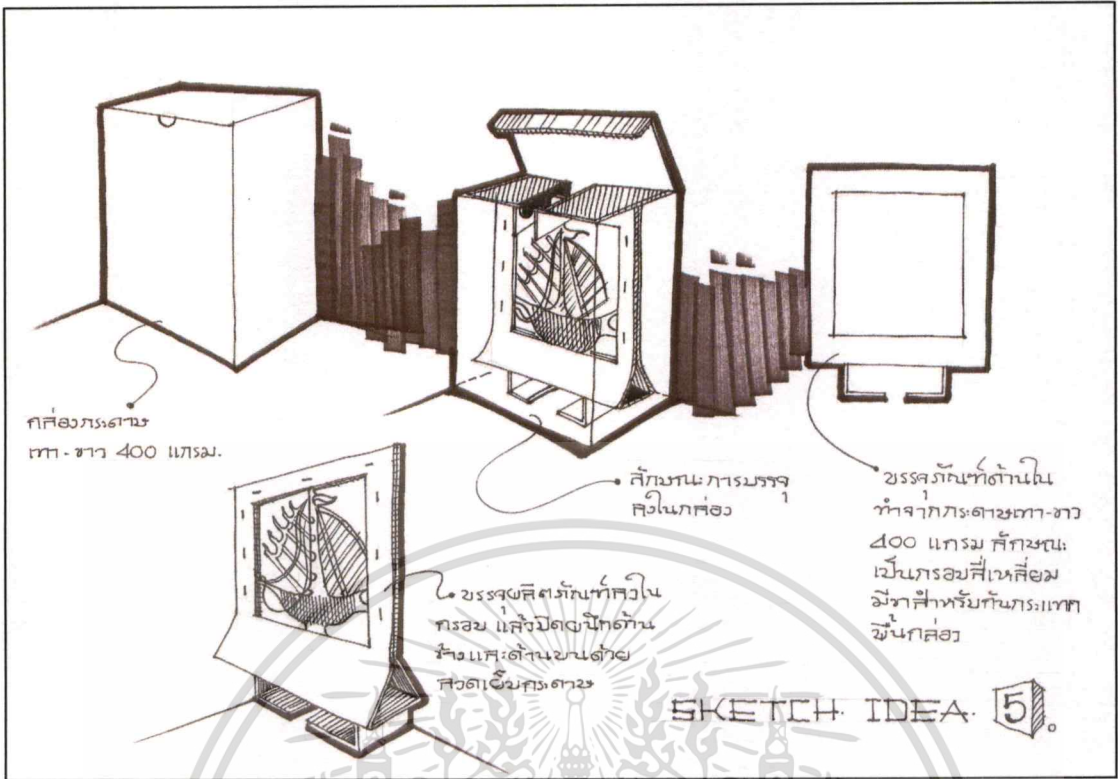 กล่องกระดาษ
เทา-ขาว 400 แกรม.
ลักษณะการบรรจุ
ลงในกล่อง
บรรจุภัณฑ์ด้านใน
ทำจากกระดาษเทา-ขาว
400 แกรม ลักษณะ
เป็นกรอบสี่เหลี่ยม
มีขาสำหรับกันกระแทก
พื้นกล่อง
บรรจุผลิตภัณฑ์ลงใน
กรอบ แล้วปิดผนึกด้าน
ข้างและด้านบนด้วย
ลวดเย็บกระดาษ
SKETCH. IDEA. 5.